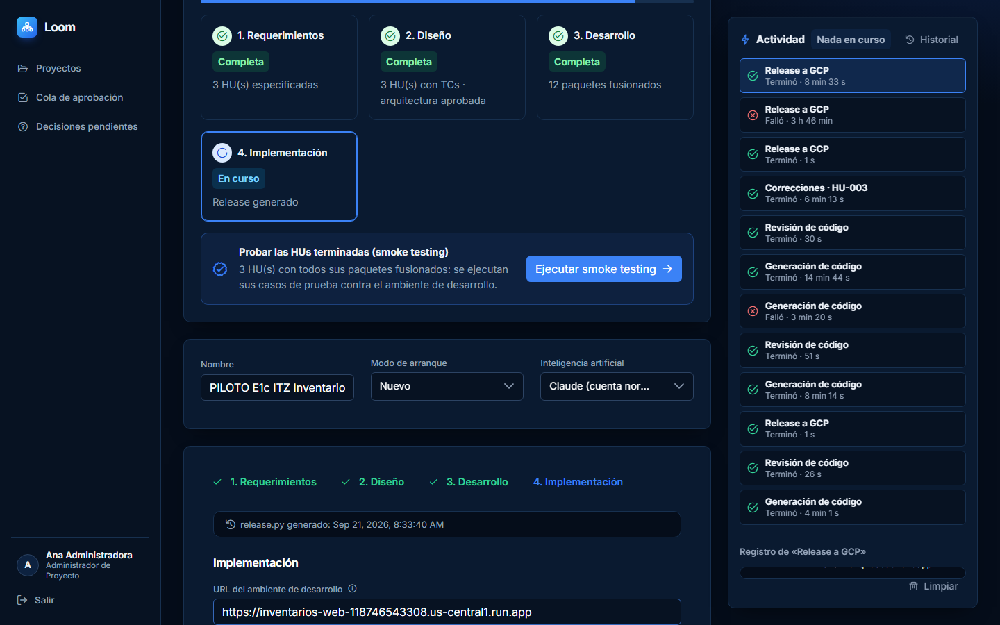 Loom
Proyectos
Cola de aprobación
Decisiones pendientes
Ana Administradora
Administrador de
Proyecto
A
Salir
1. Requerimientos
Completa
3 HU(s) especificadas
2. Diseño
Completa
3 HU(s) con TCs ·
arquitectura aprobada
3. Desarrollo
Completa
12 paquetes fusionados
4. Implementación
En curso
Release generado
Probar las HUs terminadas (smoke testing)
3 HU(s) con todos sus paquetes fusionados: se ejecutan
sus casos de prueba contra el ambiente de desarrollo.
Ejecutar smoke testing
Nombre
PILOTO E1c ITZ Inventario
Modo de arranque
Nuevo
Inteligencia artificial
Claude (cuenta nor...
1. Requerimientos
2. Diseño
3. Desarrollo
4. Implementación
release.py generado: Sep 21, 2026, 8:33:40 AM
Implementación
URL del ambiente de desarrollo
https://inventarios-web-118746543308.us-central1.run.app
Actividad
Nada en curso
Historial
Release a GCP
Terminó · 8 min 33 s
Release a GCP
Falló · 3 h 46 min
Release a GCP
Terminó · 1 s
Correcciones · HU-003
Terminó · 6 min 13 s
Revisión de código
Terminó · 30 s
Generación de código
Terminó · 14 min 44 s
Generación de código
Falló · 3 min 20 s
Revisión de código
Terminó · 51 s
Generación de código
Terminó · 8 min 14 s
Release a GCP
Terminó · 1 s
Revisión de código
Terminó · 26 s
Generación de código
Terminó · 4 min 1 s
Registro de «Release a GCP»
Limpiar